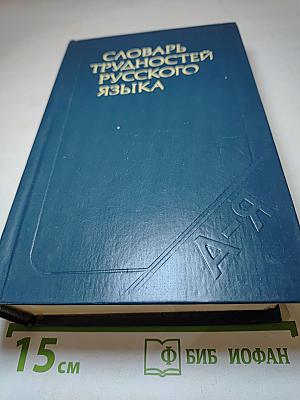 СЛОВАРЬ
ТРУДНОСТЕЙ
РУССКОГО
ЯЗЫКА
А-Я
15 см
Ф БИБ ИОФАН